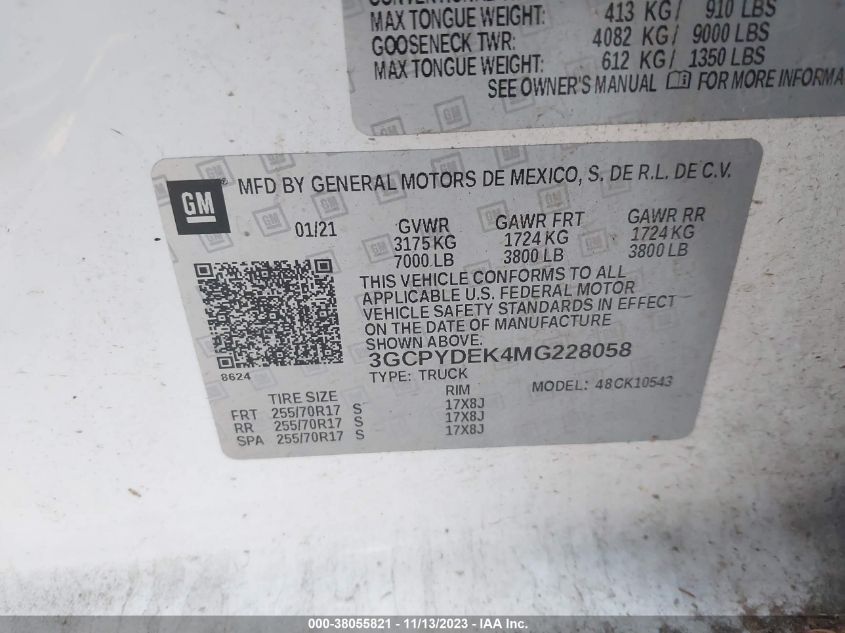 MAX TONGUE WEIGHT: 413 KG/ 910 LBS
GOOSENECK TWR: 4082 KG/ 9000 LBS
MAX TONGUE WEIGHT: 612 KG/ 1350 LBS
SEE OWNER'S MANUAL FOR MORE INFORMA
GM ® MFD BY GENERAL MOTORS DE MEXICO, S. DE R.L. DE C.V.
01/21 GVWR GAWR FRT GAWR RR
3175 KG 1724 KG 1724 KG
7000 LB 3800 LB 3800 LB
THIS VEHICLE CONFORMS TO ALL
APPLICABLE U.S. FEDERAL MOTOR
VEHICLE SAFETY STANDARDS IN EFFECT
ON THE DATE OF MANUFACTURE
SHOWN ABOVE.
3GCPYDEK4MG228058
8624 TYPE: TRUCK MODEL: 48CK10543
TIRE SIZE RIM
FRT 255/70R17 S 17X8J
RR 255/70R17 S 17X8J
SPA 255/70R17 S 17X8J
000-38055821 - 11/13/2023 - IAA Inc.